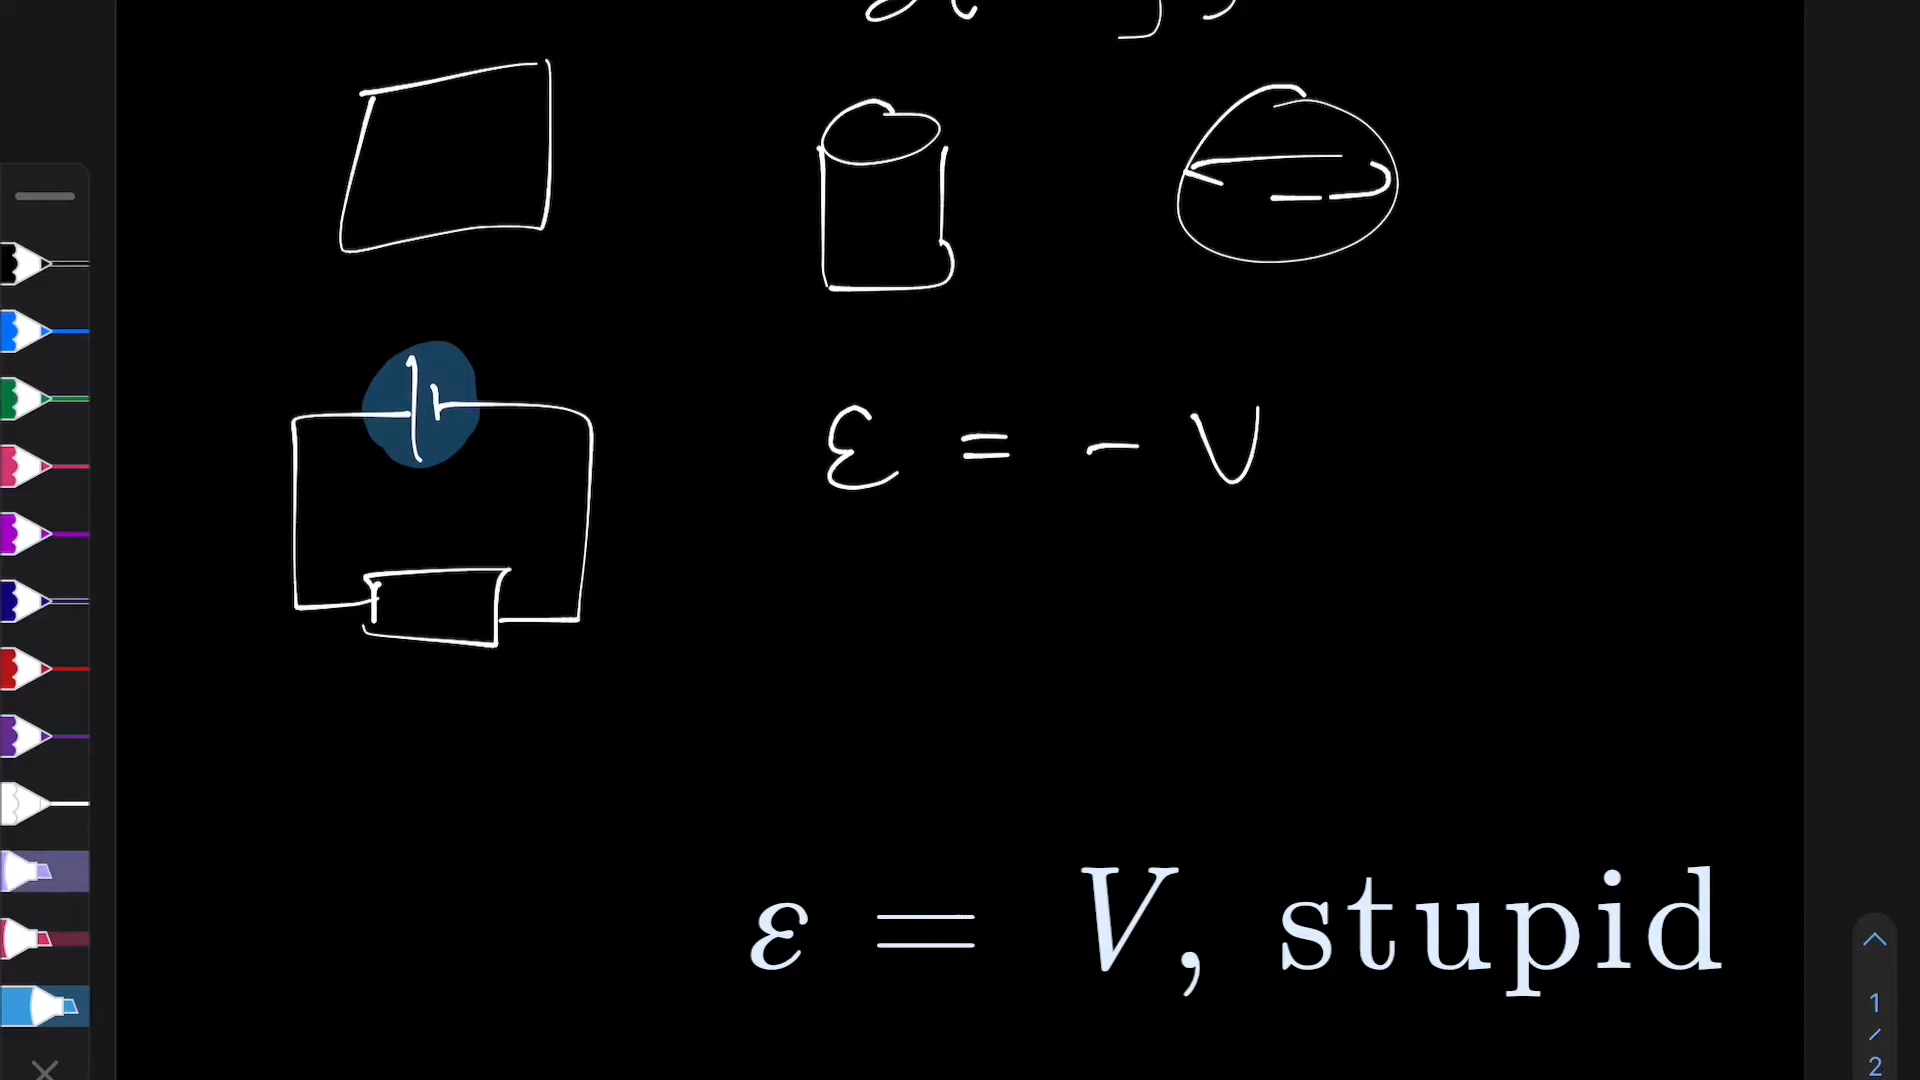 ε = - V
ε = V, stupid
1
/
2